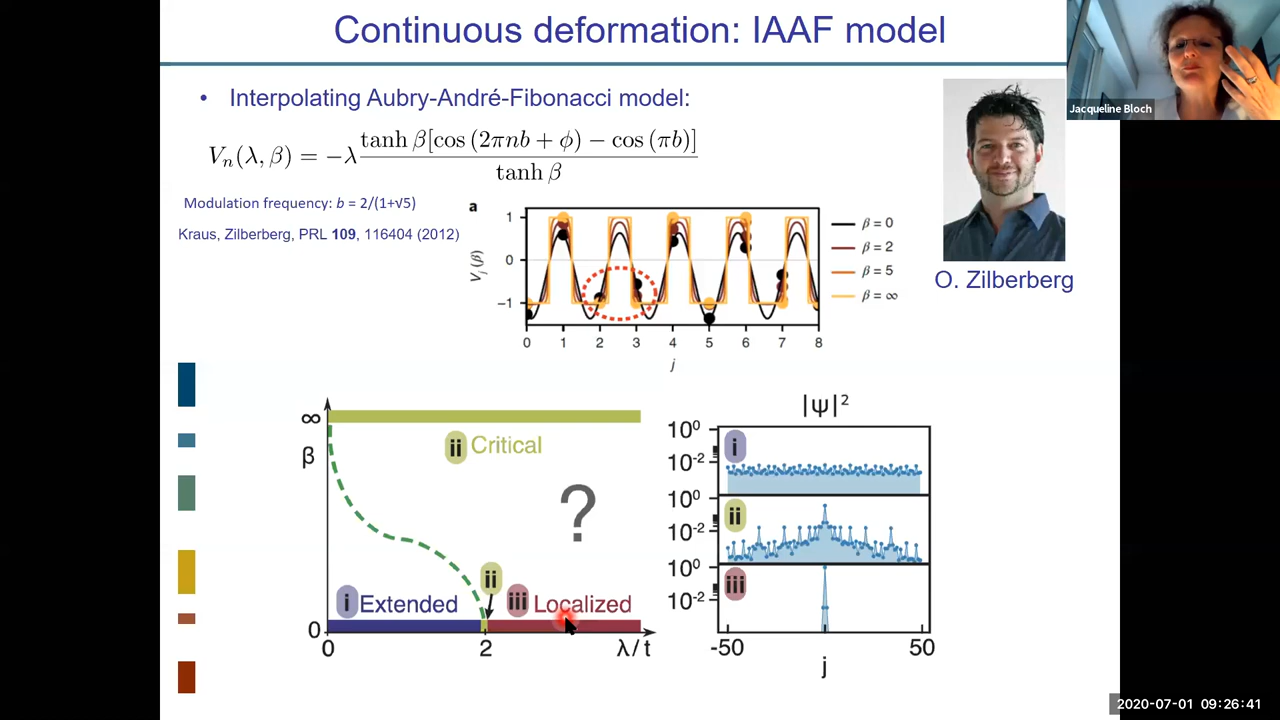 Continuous deformation: IAAF model
Jacqueline Bloch
• Interpolating Aubry-André-Fibonacci model:
Vn(λ, β) = −λ tanh β[cos (2πnb + ϕ) − cos (πb)] / tanh β
Modulation frequency: b = 2/(1+√5)
Kraus, Zilberberg, PRL 109, 116404 (2012)
O. Zilberberg
a
Vj (β)
1
0
−1
0 1 2 3 4 5 6 7 8
j
β = 0
β = 2
β = 5
β = ∞
∞
β
0
ii Critical
?
ii
i Extended
iii Localized
0 2 λ/t
|Ψ|²
10⁰
10⁻²
i
10⁰
10⁻²
ii
10⁰
10⁻²
iii
-50 50
j
2020-07-01 09:26:41